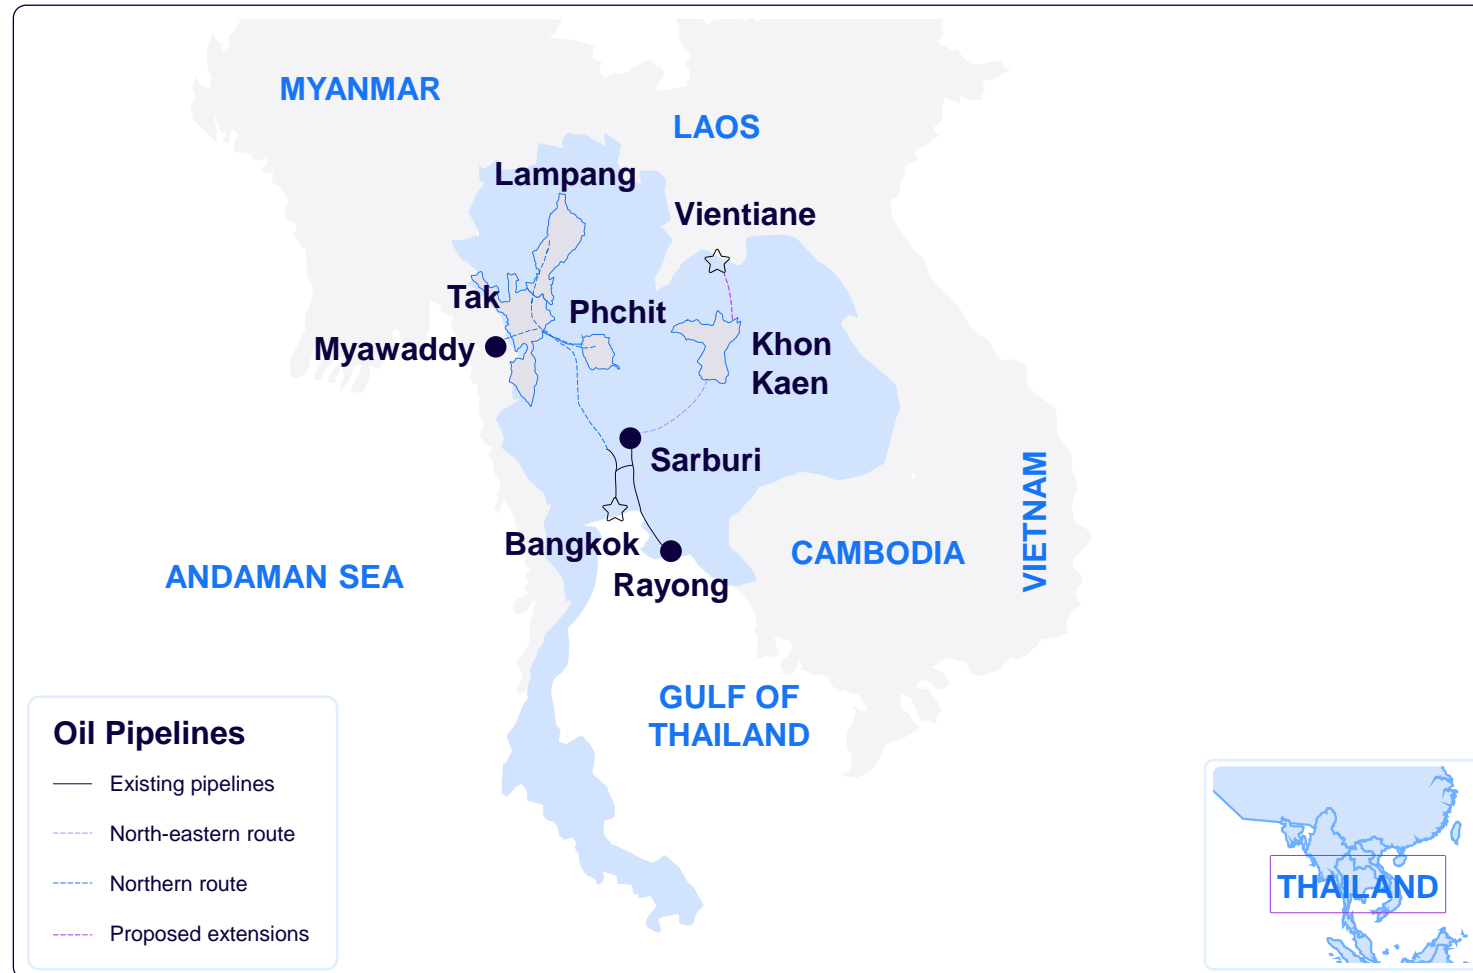 MYANMAR
LAOS
Lampang
Vientiane
Tak
Phchit
Myawaddy
Khon
Kaen
Sarburi
Bangkok
Rayong
CAMBODIA
VIETNAM
ANDAMAN SEA
GULF OF
THAILAND
Oil Pipelines
Existing pipelines
North-eastern route
Northern route
Proposed extensions
THAILAND